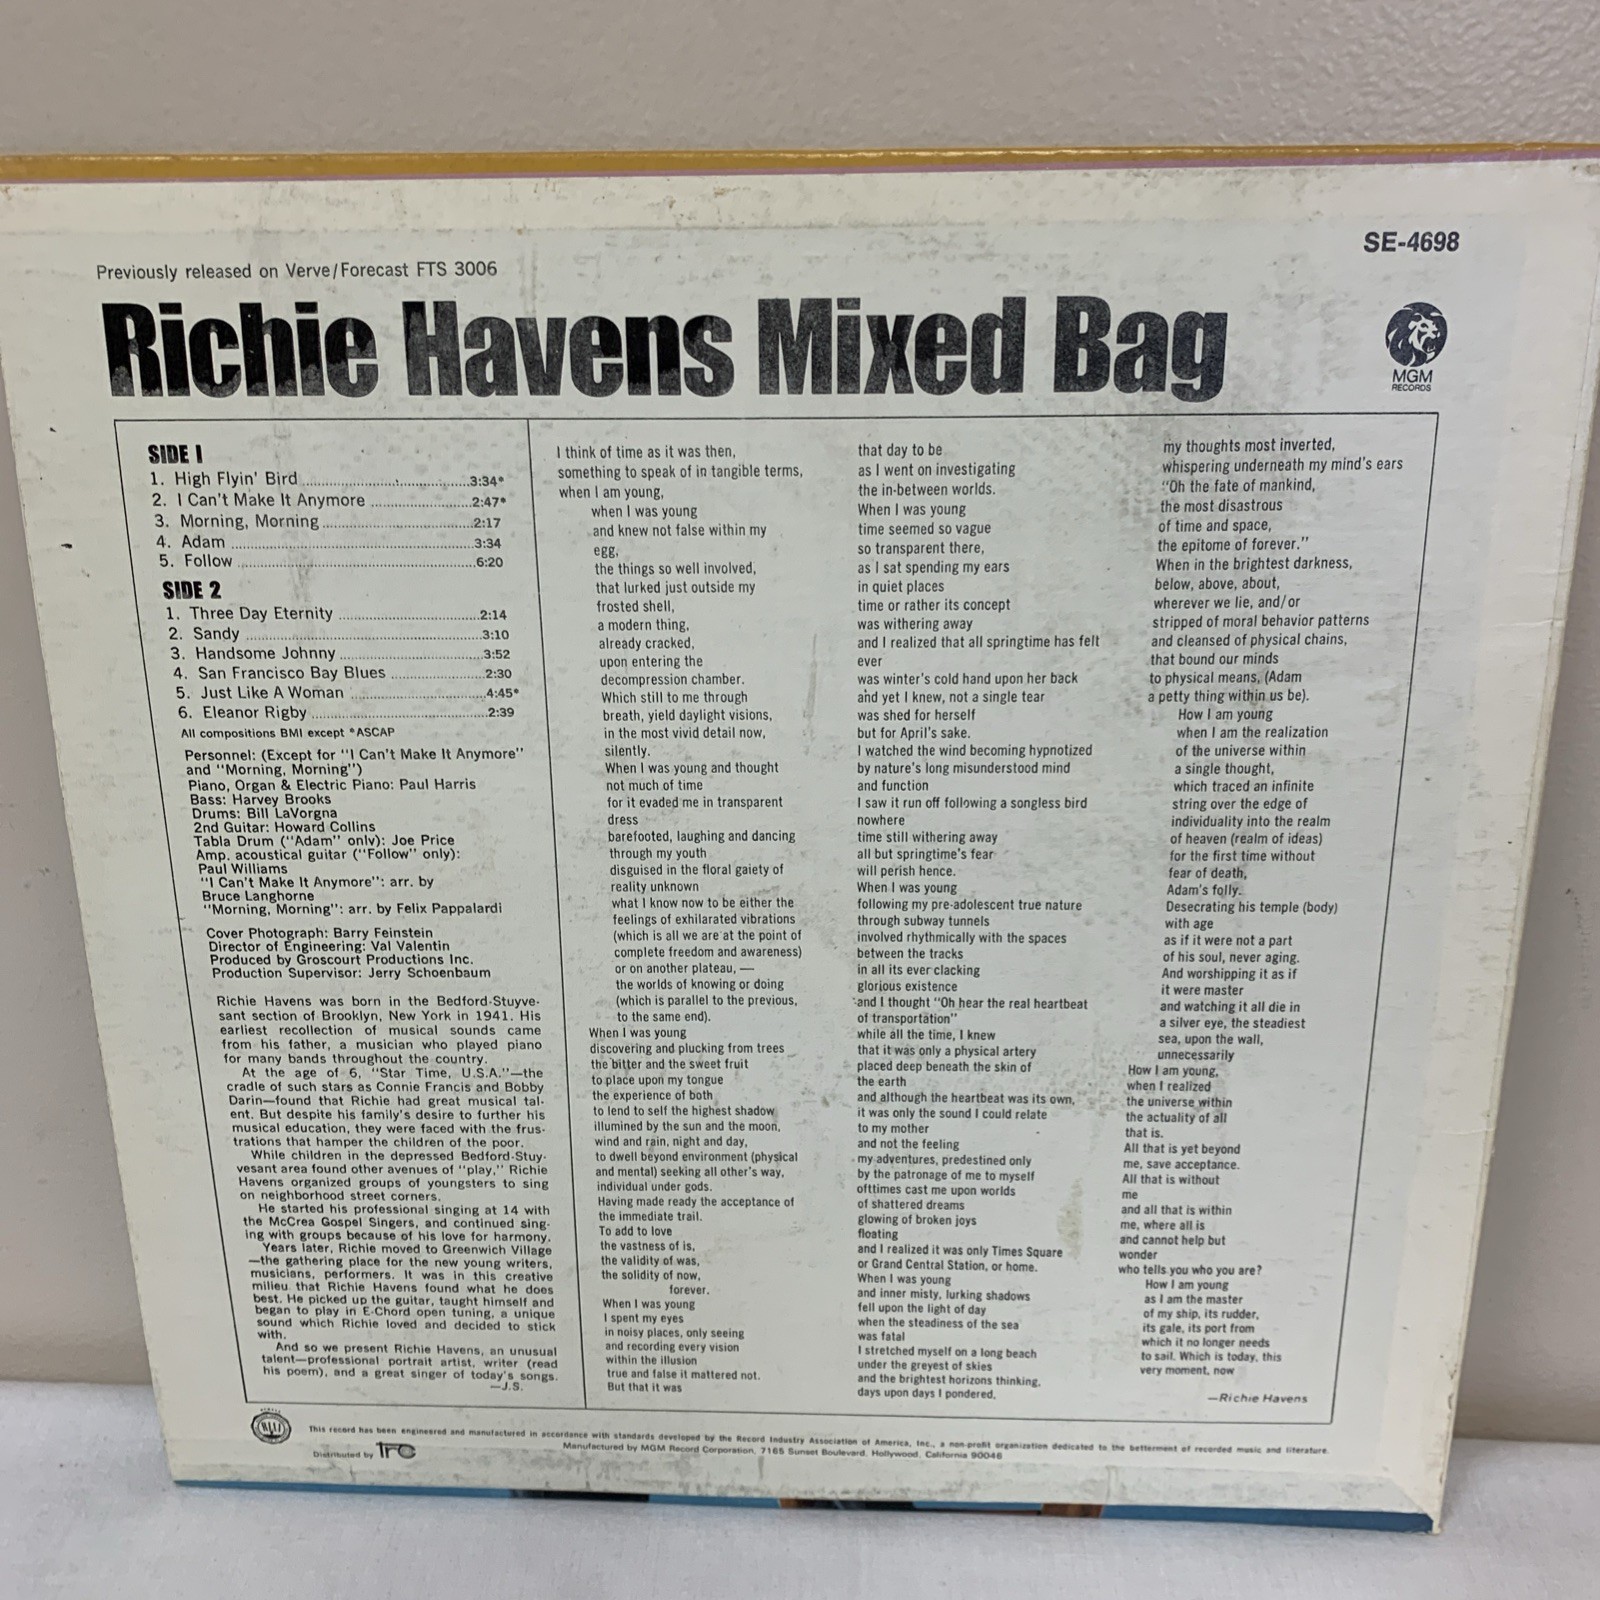 SE-4698
Previously released on Verve/Forecast FTS 3006
Richie Havens Mixed Bag
MGM
RECORDS
SIDE 1
1. High Flyin' Bird 3:34*
2. I Can't Make It Anymore 2:47*
3. Morning, Morning 2:17
4. Adam 3:34
5. Follow 6:20
SIDE 2
1. Three Day Eternity 2:14
2. Sandy 3:10
3. Handsome Johnny 3:52
4. San Francisco Bay Blues 2:30
5. Just Like A Woman 4:45*
6. Eleanor Rigby 2:39
All compositions BMI except *ASCAP
Personnel: (Except for "I Can't Make It Anymore"
and "Morning, Morning")
Piano, Organ & Electric Piano: Paul Harris
Bass: Harvey Brooks
Drums: Bill LaVorgna
2nd Guitar: Howard Collins
Tabla Drum ("Adam" only): Joe Price
Amp. acoustical guitar ("Follow" only):
Paul Williams
"I Can't Make It Anymore": arr. by
Bruce Langhorne
"Morning, Morning": arr. by Felix Pappalardi
Cover Photograph: Barry Feinstein
Director of Engineering: Val Valentin
Produced by Groscourt Productions Inc.
Production Supervisor: Jerry Schoenbaum
Richie Havens was born in the Bedford-Stuyve-
sant section of Brooklyn, New York in 1941. His
earliest recollection of musical sounds came
from his father, a musician who played piano
for many bands throughout the country.
At the age of 6, "Star Time, U.S.A."—the
cradle of such stars as Connie Francis and Bobby
Darin—found that Richie had great musical tal-
ent. But despite his family's desire to further his
musical education, they were faced with the frus-
trations that hamper the children of the poor.
While children in the depressed Bedford-Stuy-
vesant area found other avenues of "play," Richie
Havens organized groups of youngsters to sing
on neighborhood street corners.
He started his professional singing at 14 with
the McCrea Gospel Singers, and continued sing-
ing with groups because of his love for harmony.
Years later, Richie moved to Greenwich Village
—the gathering place for the new young writers,
musicians, performers. It was in this creative
milieu that Richie Havens found what he does
best. He picked up the guitar, taught himself and
began to play in E-Chord open tuning, a unique
sound which Richie loved and decided to stick
with.
And so we present Richie Havens, an unusual
talent—professional portrait artist, writer (read
his poem), and a great singer of today's songs.
—J.S.
I think of time as it was then,
something to speak of in tangible terms,
when I am young,
when I was young
and knew not false within my
egg,
the things so well involved,
that lurked just outside my
frosted shell,
a modern thing,
already cracked,
upon entering the
decompression chamber.
Which still to me through
breath, yield daylight visions,
in the most vivid detail now,
silently.
When I was young and thought
not much of time
for it evaded me in transparent
dress
barefooted, laughing and dancing
through my youth
disguised in the floral gaiety of
reality unknown
what I know now to be either the
feelings of exhilarated vibrations
(which is all we are at the point of
complete freedom and awareness)
or on another plateau, —
the worlds of knowing or doing
(which is parallel to the previous,
to the same end).
When I was young
discovering and plucking from trees
the bitter and the sweet fruit
to place upon my tongue
the experience of both
to lend to self the highest shadow
illumined by the sun and the moon,
wind and rain, night and day,
to dwell beyond environment (physical
and mental) seeking all other's way,
individual under gods.
Having made ready the acceptance of
the immediate trail.
To add to love
the vastness of is,
the validity of was,
the solidity of now,
forever.
When I was young
I spent my eyes
in noisy places, only seeing
and recording every vision
within the illusion
true and false it mattered not.
But that it was
that day to be
as I went on investigating
the in-between worlds.
When I was young
time seemed so vague
so transparent there,
as I sat spending my ears
in quiet places
time or rather its concept
was withering away
and I realized that all springtime has felt
ever
was winter's cold hand upon her back
and yet I knew, not a single tear
was shed for herself
but for April's sake.
I watched the wind becoming hypnotized
by nature's long misunderstood mind
and function
I saw it run off following a songless bird
nowhere
time still withering away
all but springtime's fear
will perish hence.
When I was young
following my pre-adolescent true nature
through subway tunnels
involved rhythmically with the spaces
between the tracks
in all its ever clacking
glorious existence
and I thought "Oh hear the real heartbeat
of transportation"
while all the time, I knew
that it was only a physical artery
placed deep beneath the skin of
the earth
and although the heartbeat was its own,
it was only the sound I could relate
to my mother
and not the feeling
my adventures, predestined only
by the patronage of me to myself
ofttimes cast me upon worlds
of shattered dreams
glowing of broken joys
floating
and I realized it was only Times Square
or Grand Central Station, or home.
When I was young
and inner misty, lurking shadows
fell upon the light of day
when the steadiness of the sea
was fatal
I stretched myself on a long beach
under the greyest of skies
and the brightest horizons thinking,
days upon days I pondered,
my thoughts most inverted,
whispering underneath my mind's ears
"Oh the fate of mankind,
the most disastrous
of time and space,
the epitome of forever."
When in the brightest darkness,
below, above, about,
wherever we lie, and/or
stripped of moral behavior patterns
and cleansed of physical chains,
that bound our minds
to physical means, (Adam
a petty thing within us be).
How I am young
when I am the realization
of the universe within
a single thought,
which traced an infinite
string over the edge of
individuality into the realm
of heaven (realm of ideas)
for the first time without
fear of death,
Adam's folly.
Desecrating his temple (body)
with age
as if it were not a part
of his soul, never aging.
And worshipping it as if
it were master
and watching it all die in
a silver eye, the steadiest
sea, upon the wall,
unnecessarily
How I am young,
when I realized
the universe within
the actuality of all
that is.
All that is yet beyond
me, save acceptance.
All that is without
me
and all that is within
me, where all is
and cannot help but
wonder
who tells you who you are?
How I am young
as I am the master
of my ship, its rudder,
its gale, its port from
which it no longer needs
to sail. Which is today, this
very moment, now
—Richie Havens
This record has been engineered and manufactured in accordance with standards developed by the Record Industry Association of America, Inc., a non-profit organization dedicated to the betterment of recorded music and literature.
Distributed by TRC
Manufactured by MGM Record Corporation, 7165 Sunset Boulevard, Hollywood, California 90046